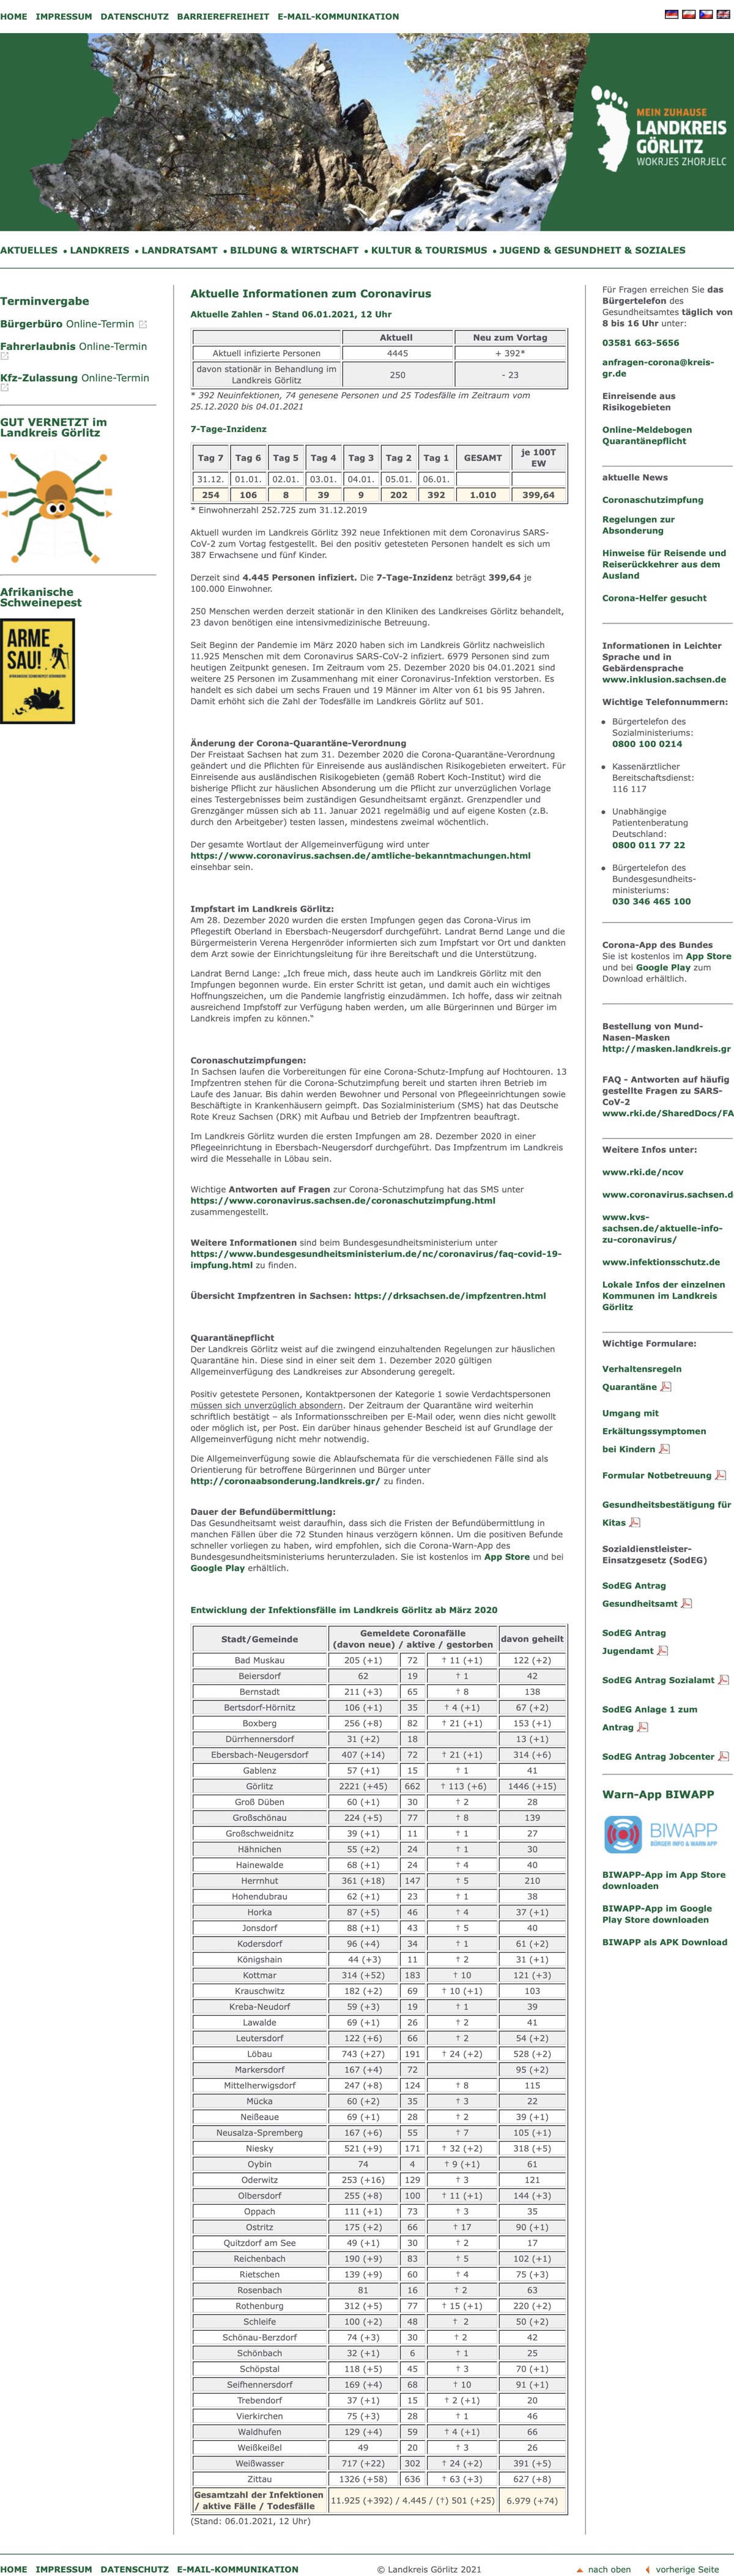 HOME IMPRESSUM DATENSCHUTZ BARRIEREFREIHEIT E-MAIL-KOMMUNIKATION
MEIN ZUHAUSE
LANDKREIS
GÖRLITZ
WOKRJES ZHORJELC
AKTUELLES • LANDKREIS • LANDRATSAMT • BILDUNG & WIRTSCHAFT • KULTUR & TOURISMUS • JUGEND & GESUNDHEIT & SOZIALES
Terminvergabe
Bürgerbüro Online-Termin
Fahrerlaubnis Online-Termin
Kfz-Zulassung Online-Termin
GUT VERNETZT im
Landkreis Görlitz
Afrikanische
Schweinepest
ARME
SAU!
AFRIKANISCHE SCHWEINEPEST VERHINDERN
Aktuelle Informationen zum Coronavirus
Aktuelle Zahlen - Stand 06.01.2021, 12 Uhr
Aktuell Neu zum Vortag
Aktuell infizierte Personen 4445 + 392*
davon stationär in Behandlung im
Landkreis Görlitz 250 - 23
* 392 Neuinfektionen, 74 genesene Personen und 25 Todesfälle im Zeitraum vom
25.12.2020 bis 04.01.2021
7-Tage-Inzidenz
Tag 7 Tag 6 Tag 5 Tag 4 Tag 3 Tag 2 Tag 1 GESAMT je 100T
EW
31.12. 01.01. 02.01. 03.01. 04.01. 05.01. 06.01.
254 106 8 39 9 202 392 1.010 399,64
* Einwohnerzahl 252.725 zum 31.12.2019
Aktuell wurden im Landkreis Görlitz 392 neue Infektionen mit dem Coronavirus SARS-
CoV-2 zum Vortag festgestellt. Bei den positiv getesteten Personen handelt es sich um
387 Erwachsene und fünf Kinder.
Derzeit sind 4.445 Personen infiziert. Die 7-Tage-Inzidenz beträgt 399,64 je
100.000 Einwohner.
250 Menschen werden derzeit stationär in den Kliniken des Landkreises Görlitz behandelt,
23 davon benötigen eine intensivmedizinische Betreuung.
Seit Beginn der Pandemie im März 2020 haben sich im Landkreis Görlitz nachweislich
11.925 Menschen mit dem Coronavirus SARS-CoV-2 infiziert. 6979 Personen sind zum
heutigen Zeitpunkt genesen. Im Zeitraum vom 25. Dezember 2020 bis 04.01.2021 sind
weitere 25 Personen im Zusammenhang mit einer Coronavirus-Infektion verstorben. Es
handelt es sich dabei um sechs Frauen und 19 Männer im Alter von 61 bis 95 Jahren.
Damit erhöht sich die Zahl der Todesfälle im Landkreis Görlitz auf 501.
Änderung der Corona-Quarantäne-Verordnung
Der Freistaat Sachsen hat zum 31. Dezember 2020 die Corona-Quarantäne-Verordnung
geändert und die Pflichten für Einreisende aus ausländischen Risikogebieten erweitert. Für
Einreisende aus ausländischen Risikogebieten (gemäß Robert Koch-Institut) wird die
bisherige Pflicht zur häuslichen Absonderung um die Pflicht zur unverzüglichen Vorlage
eines Testergebnisses beim zuständigen Gesundheitsamt ergänzt. Grenzpendler und
Grenzgänger müssen sich ab 11. Januar 2021 regelmäßig und auf eigene Kosten (z.B.
durch den Arbeitgeber) testen lassen, mindestens zweimal wöchentlich.
Der gesamte Wortlaut der Allgemeinverfügung wird unter
https://www.coronavirus.sachsen.de/amtliche-bekanntmachungen.html
einsehbar sein.
Impfstart im Landkreis Görlitz:
Am 28. Dezember 2020 wurden die ersten Impfungen gegen das Corona-Virus im
Pflegestift Oberland in Ebersbach-Neugersdorf durchgeführt. Landrat Bernd Lange und die
Bürgermeisterin Verena Hergenröder informierten sich zum Impfstart vor Ort und dankten
dem Arzt sowie der Einrichtungsleitung für ihre Bereitschaft und die Unterstützung.
Landrat Bernd Lange: „Ich freue mich, dass heute auch im Landkreis Görlitz mit den
Impfungen begonnen wurde. Ein erster Schritt ist getan, und damit auch ein wichtiges
Hoffnungszeichen, um die Pandemie langfristig einzudämmen. Ich hoffe, dass wir zeitnah
ausreichend Impfstoff zur Verfügung haben werden, um alle Bürgerinnen und Bürger im
Landkreis impfen zu können.“
Coronaschutzimpfungen:
In Sachsen laufen die Vorbereitungen für eine Corona-Schutz-Impfung auf Hochtouren. 13
Impfzentren stehen für die Corona-Schutzimpfung bereit und starten ihren Betrieb im
Laufe des Januar. Bis dahin werden Bewohner und Personal von Pflegeeinrichtungen sowie
Beschäftigte in Krankenhäusern geimpft. Das Sozialministerium (SMS) hat das Deutsche
Rote Kreuz Sachsen (DRK) mit Aufbau und Betrieb der Impfzentren beauftragt.
Im Landkreis Görlitz wurden die ersten Impfungen am 28. Dezember 2020 in einer
Pflegeeinrichtung in Ebersbach-Neugersdorf durchgeführt. Das Impfzentrum im Landkreis
wird die Messehalle in Löbau sein.
Wichtige Antworten auf Fragen zur Corona-Schutzimpfung hat das SMS unter
https://www.coronavirus.sachsen.de/coronaschutzimpfung.html
zusammengestellt.
Weitere Informationen sind beim Bundesgesundheitsministerium unter
https://www.bundesgesundheitsministerium.de/nc/coronavirus/faq-covid-19-
impfung.html zu finden.
Übersicht Impfzentren in Sachsen: https://drksachsen.de/impfzentren.html
Quarantänepflicht
Der Landkreis Görlitz weist auf die zwingend einzuhaltenden Regelungen zur häuslichen
Quarantäne hin. Diese sind in einer seit dem 1. Dezember 2020 gültigen
Allgemeinverfügung des Landkreises zur Absonderung geregelt.
Positiv getestete Personen, Kontaktpersonen der Kategorie 1 sowie Verdachtspersonen
müssen sich unverzüglich absondern. Der Zeitraum der Quarantäne wird weiterhin
schriftlich bestätigt – als Informationsschreiben per E-Mail oder, wenn dies nicht gewollt
oder möglich ist, per Post. Ein darüber hinaus gehender Bescheid ist auf Grundlage der
Allgemeinverfügung nicht mehr notwendig.
Die Allgemeinverfügung sowie die Ablaufschemata für die verschiedenen Fälle sind als
Orientierung für betroffene Bürgerinnen und Bürger unter
http://coronaabsonderung.landkreis.gr/ zu finden.
Dauer der Befundübermittlung:
Das Gesundheitsamt weist daraufhin, dass sich die Fristen der Befundübermittlung in
manchen Fällen über die 72 Stunden hinaus verzögern können. Um die positiven Befunde
schneller vorliegen zu haben, wird empfohlen, sich die Corona-Warn-App des
Bundesgesundheitsministeriums herunterzuladen. Sie ist kostenlos im App Store und bei
Google Play erhältlich.
Entwicklung der Infektionsfälle im Landkreis Görlitz ab März 2020
Stadt/Gemeinde Gemeldete Coronafälle
(davon neue) / aktive / gestorben davon geheilt
Bad Muskau 205 (+1) 72 † 11 (+1) 122 (+2)
Beiersdorf 62 19 † 1 42
Bernstadt 211 (+3) 65 † 8 138
Bertsdorf-Hörnitz 106 (+1) 35 † 4 (+1) 67 (+2)
Boxberg 256 (+8) 82 † 21 (+1) 153 (+1)
Dürrhennersdorf 31 (+2) 18 13 (+1)
Ebersbach-Neugersdorf 407 (+14) 72 † 21 (+1) 314 (+6)
Gablenz 57 (+1) 15 † 1 41
Görlitz 2221 (+45) 662 † 113 (+6) 1446 (+15)
Groß Düben 60 (+1) 30 † 2 28
Großschönau 224 (+5) 77 † 8 139
Großschweidnitz 39 (+1) 11 † 1 27
Hähnichen 55 (+2) 24 † 1 30
Hainewalde 68 (+1) 24 † 4 40
Herrnhut 361 (+18) 147 † 5 210
Hohendubrau 62 (+1) 23 † 1 38
Horka 87 (+5) 46 † 4 37 (+1)
Jonsdorf 88 (+1) 43 † 5 40
Kodersdorf 96 (+4) 34 † 1 61 (+2)
Königshain 44 (+3) 11 † 2 31 (+1)
Kottmar 314 (+52) 183 † 10 121 (+3)
Krauschwitz 182 (+2) 69 † 10 (+1) 103
Kreba-Neudorf 59 (+3) 19 † 1 39
Lawalde 69 (+1) 26 † 2 41
Leutersdorf 122 (+6) 66 † 2 54 (+2)
Löbau 743 (+27) 191 † 24 (+2) 528 (+2)
Markersdorf 167 (+4) 72 95 (+2)
Mittelherwigsdorf 247 (+8) 124 † 8 115
Mücka 60 (+2) 35 † 3 22
Neißeaue 69 (+1) 28 † 2 39 (+1)
Neusalza-Spremberg 167 (+6) 55 † 7 105 (+1)
Niesky 521 (+9) 171 † 32 (+2) 318 (+5)
Oybin 74 4 † 9 (+1) 61
Oderwitz 253 (+16) 129 † 3 121
Olbersdorf 255 (+8) 100 † 11 (+1) 144 (+3)
Oppach 111 (+1) 73 † 3 35
Ostritz 175 (+2) 66 † 17 90 (+1)
Quitzdorf am See 49 (+1) 30 † 2 17
Reichenbach 190 (+9) 83 † 5 102 (+1)
Rietschen 139 (+9) 60 † 4 75 (+3)
Rosenbach 81 16 † 2 63
Rothenburg 312 (+5) 77 † 15 (+1) 220 (+2)
Schleife 100 (+2) 48 † 2 50 (+2)
Schönau-Berzdorf 74 (+3) 30 † 2 42
Schönbach 32 (+1) 6 † 1 25
Schöpstal 118 (+5) 45 † 3 70 (+1)
Seifhennersdorf 169 (+4) 68 † 10 91 (+1)
Trebendorf 37 (+1) 15 † 2 (+1) 20
Vierkirchen 75 (+3) 28 † 1 46
Waldhufen 129 (+4) 59 † 4 (+1) 66
Weißkeißel 49 20 † 3 26
Weißwasser 717 (+22) 302 † 24 (+2) 391 (+5)
Zittau 1326 (+58) 636 † 63 (+3) 627 (+8)
Gesamtzahl der Infektionen
/ aktive Fälle / Todesfälle 11.925 (+392) / 4.445 / (†) 501 (+25) 6.979 (+74)
(Stand: 06.01.2021, 12 Uhr)
Für Fragen erreichen Sie das
Bürgertelefon des
Gesundheitsamtes täglich von
8 bis 16 Uhr unter:
03581 663-5656
anfragen-corona@kreis-
gr.de
Einreisende aus
Risikogebieten
Online-Meldebogen
Quarantänepflicht
aktuelle News
Coronaschutzimpfung
Regelungen zur
Absonderung
Hinweise für Reisende und
Reiserückkehrer aus dem
Ausland
Corona-Helfer gesucht
Informationen in Leichter
Sprache und in
Gebärdensprache
www.inklusion.sachsen.de
Wichtige Telefonnummern:
• Bürgertelefon des
Sozialministeriums:
0800 100 0214
• Kassenärztlicher
Bereitschaftsdienst:
116 117
• Unabhängige
Patientenberatung
Deutschland:
0800 011 77 22
• Bürgertelefon des
Bundesgesundheits-
ministeriums:
030 346 465 100
Corona-App des Bundes
Sie ist kostenlos im App Store
und bei Google Play zum
Download erhältlich.
Bestellung von Mund-
Nasen-Masken
http://masken.landkreis.gr
FAQ - Antworten auf häufig
gestellte Fragen zu SARS-
CoV-2
www.rki.de/SharedDocs/FA
Weitere Infos unter:
www.rki.de/ncov
www.coronavirus.sachsen.d
www.kvs-
sachsen.de/aktuelle-info-
zu-coronavirus/
www.infektionsschutz.de
Lokale Infos der einzelnen
Kommunen im Landkreis
Görlitz
Wichtige Formulare:
Verhaltensregeln
Quarantäne
Umgang mit
Erkältungssymptomen
bei Kindern
Formular Notbetreuung
Gesundheitsbestätigung für
Kitas
Sozialdienstleister-
Einsatzgesetz (SodEG)
SodEG Antrag
Gesundheitsamt
SodEG Antrag
Jugendamt
SodEG Antrag Sozialamt
SodEG Anlage 1 zum
Antrag
SodEG Antrag Jobcenter
Warn-App BIWAPP
BIWAPP
BÜRGER INFO & WARN APP
BIWAPP-App im App Store
downloaden
BIWAPP-App im Google
Play Store downloaden
BIWAPP als APK Download
HOME IMPRESSUM DATENSCHUTZ E-MAIL-KOMMUNIKATION © Landkreis Görlitz 2021 nach oben vorherige Seite